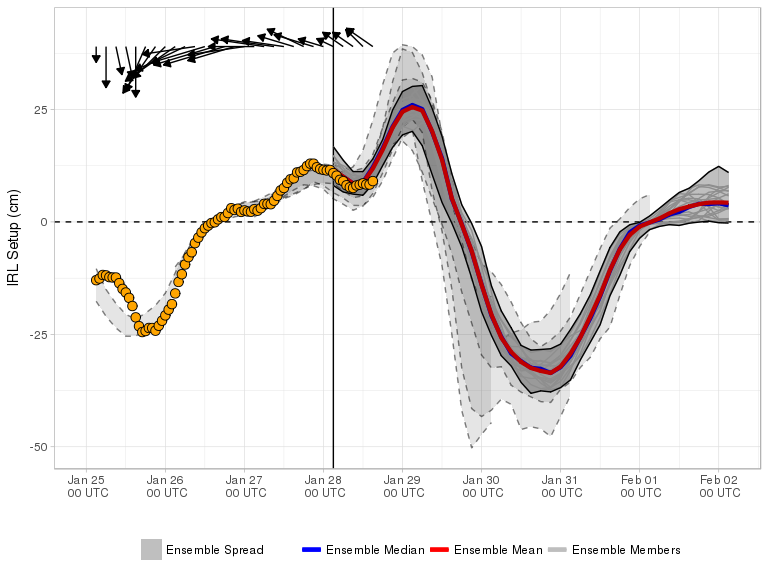 IRL Setup (cm)
25
0
-25
-50
Jan 25 Jan 26 Jan 27 Jan 28 Jan 29 Jan 30 Jan 31 Feb 01 Feb 02
00 UTC 00 UTC 00 UTC 00 UTC 00 UTC 00 UTC 00 UTC 00 UTC 00 UTC
Ensemble Spread Ensemble Median Ensemble Mean Ensemble Members